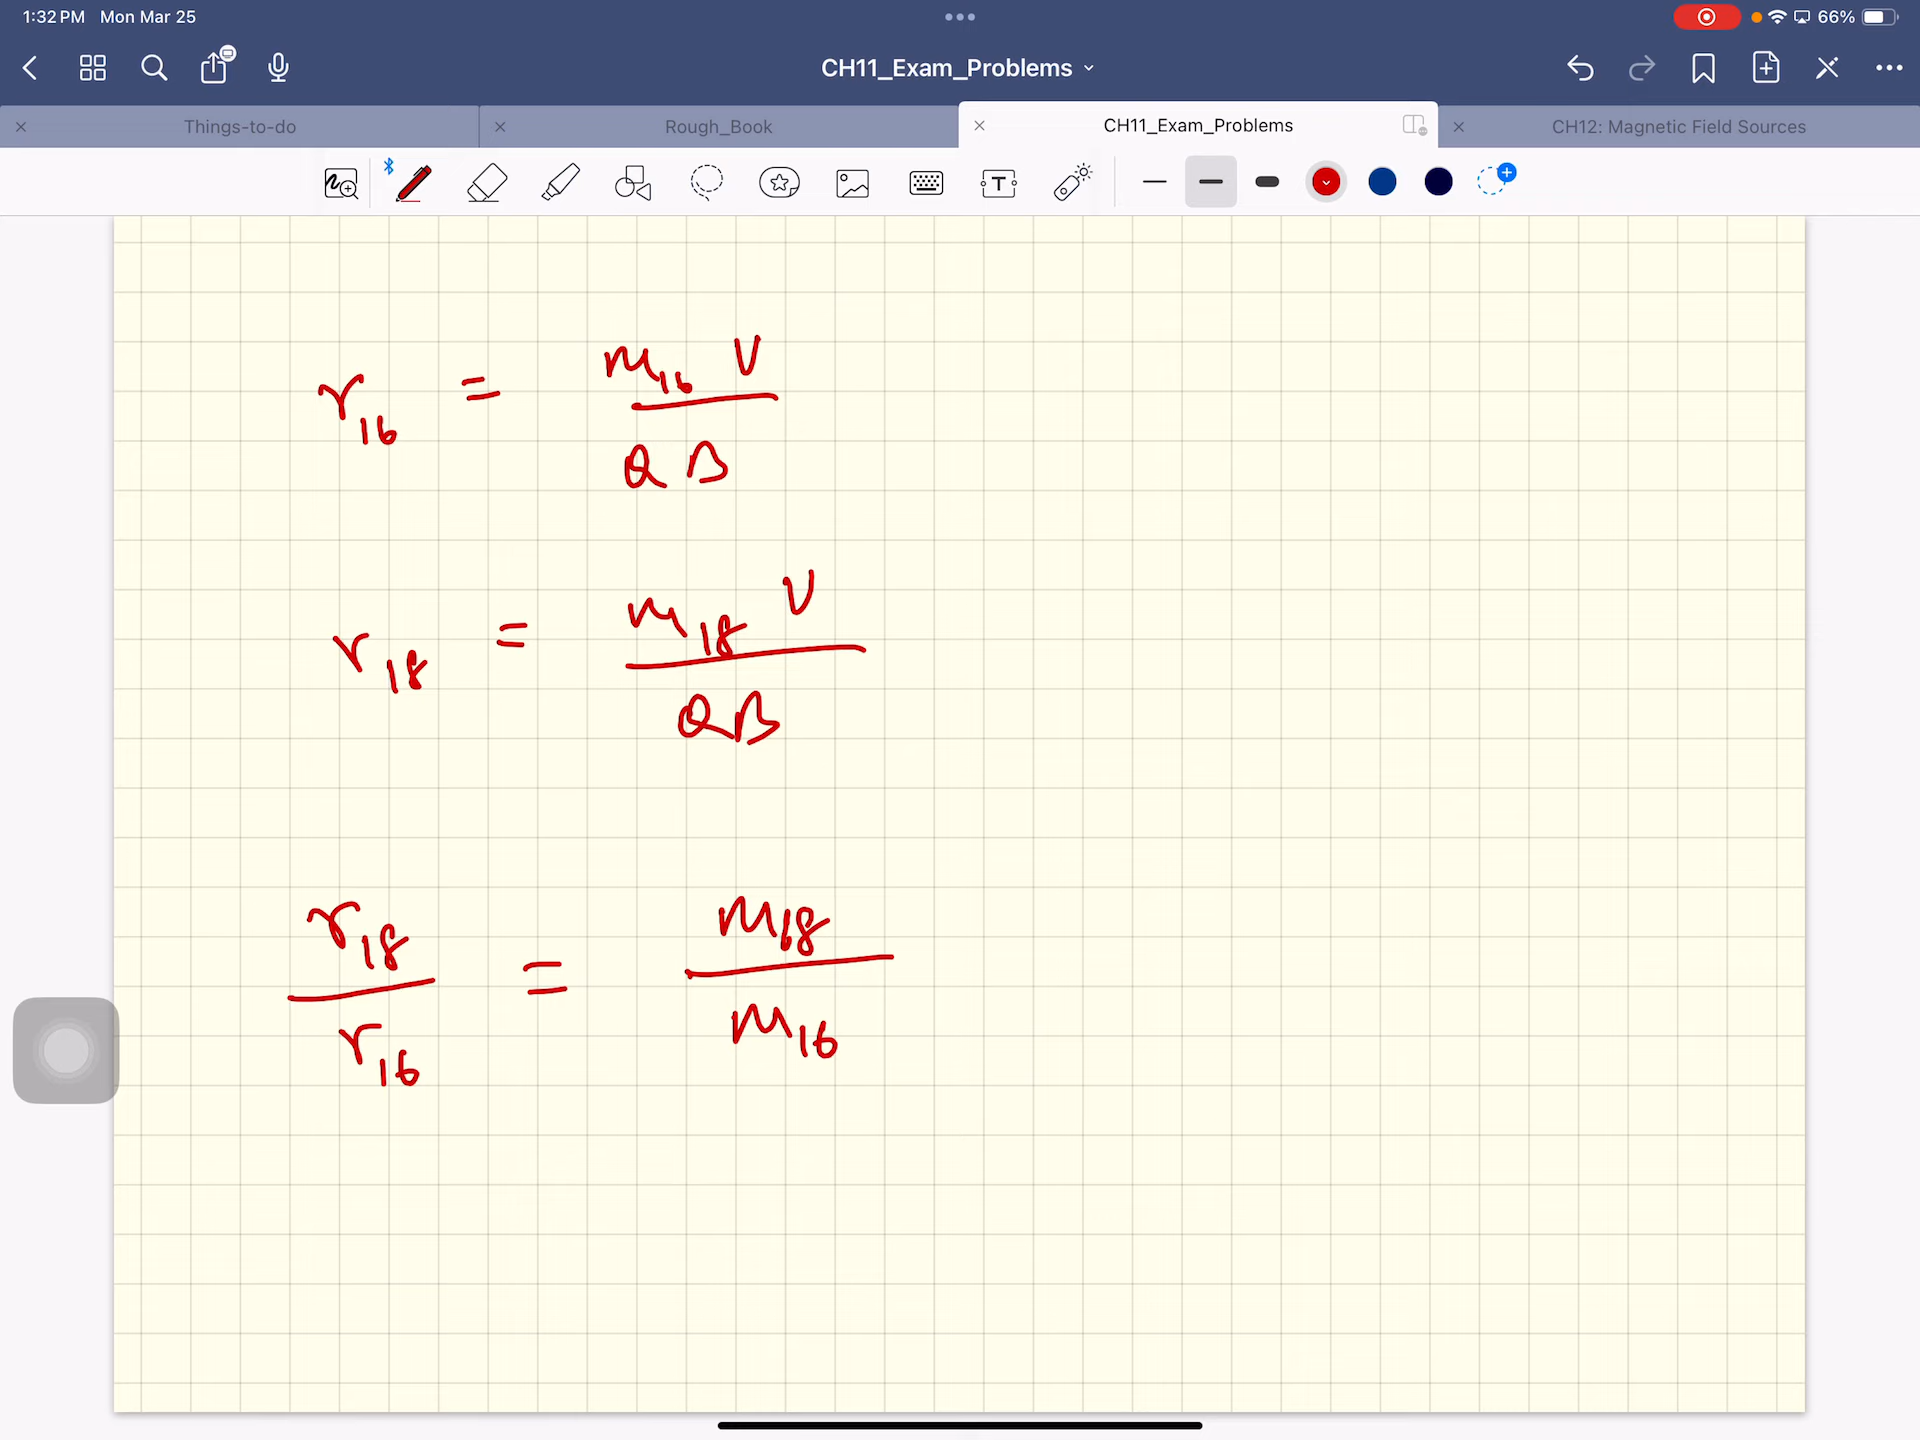 1:32 PM Mon Mar 25
66%
CH11_Exam_Problems
Things-to-do
Rough_Book
CH11_Exam_Problems
CH12: Magnetic Field Sources
T
r₁₆ = m₁₆ V
Q B
r₁₈ = m₁₈ V
QB
r₁₈ = m₁₈
r₁₆ m₁₆